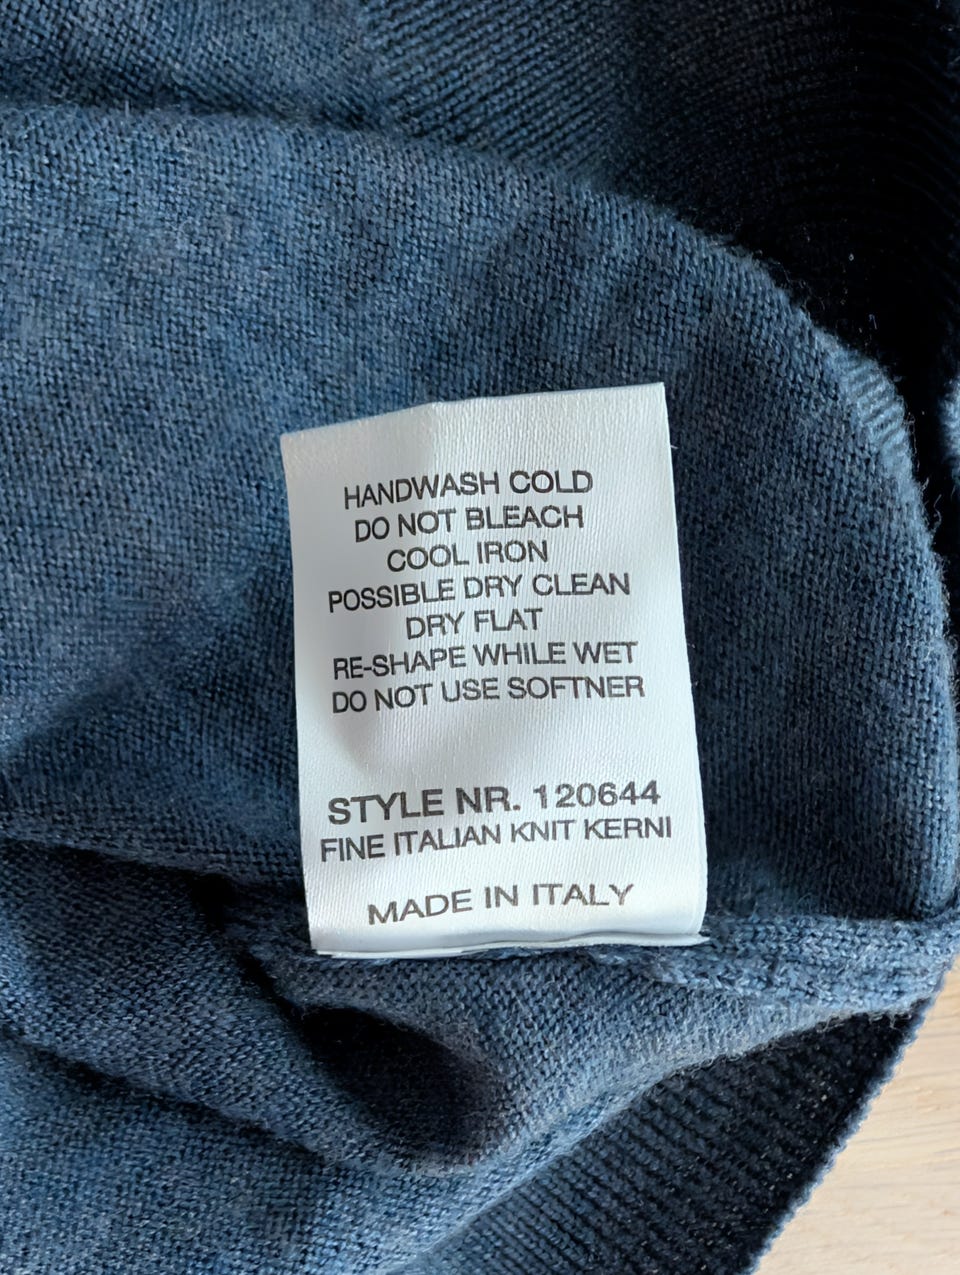 HANDWASH COLD
DO NOT BLEACH
COOL IRON
POSSIBLE DRY CLEAN
DRY FLAT
RE-SHAPE WHILE WET
DO NOT USE SOFTNER
STYLE NR. 120644
FINE ITALIAN KNIT KERNI
MADE IN ITALY